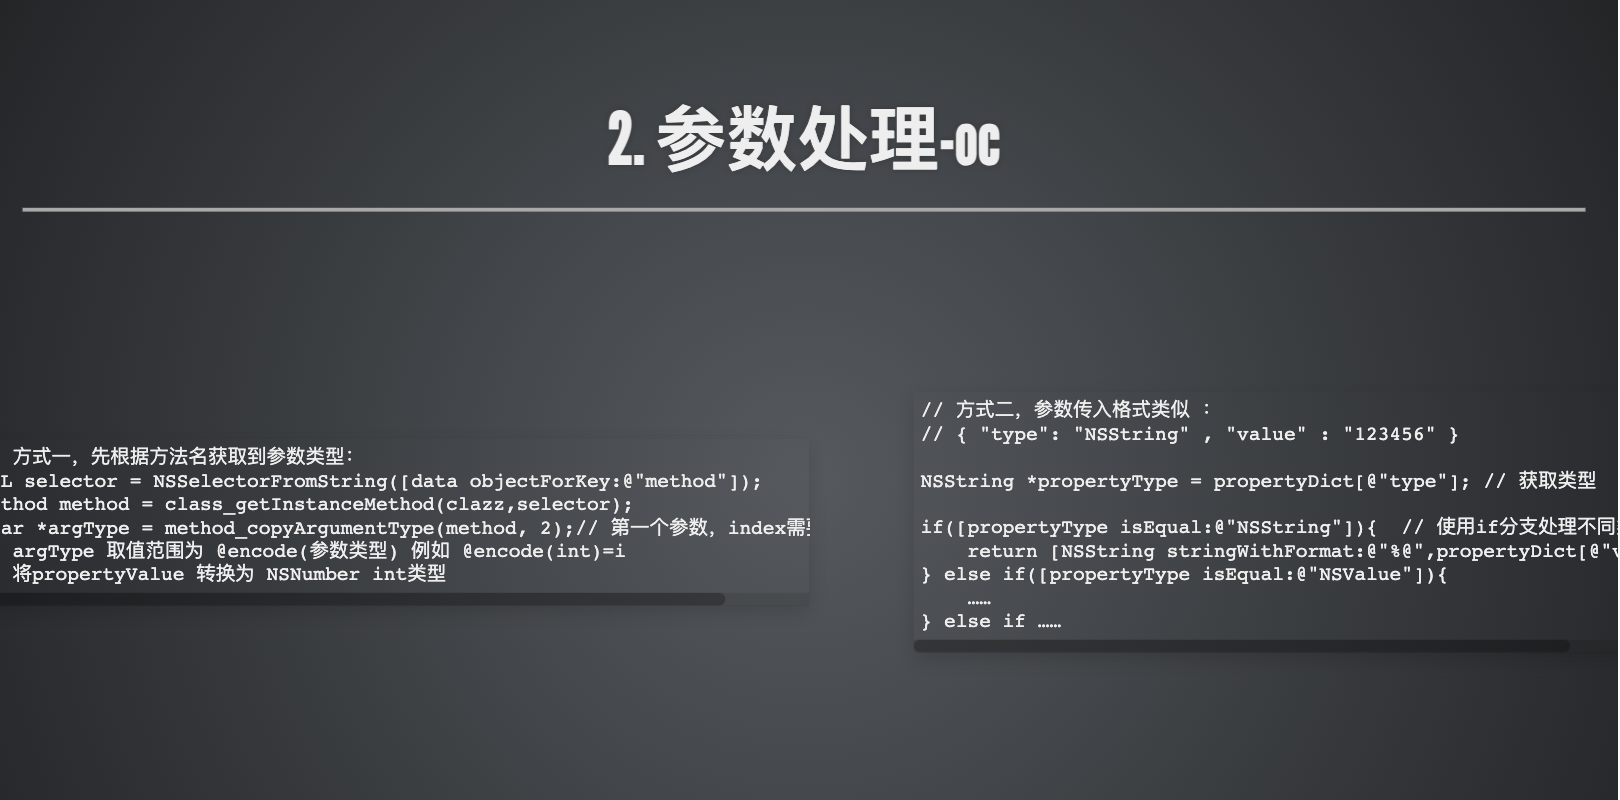 2. 参数处理-OC
方式一，先根据方法名获取到参数类型：
L selector = NSSelectorFromString([data objectForKey:@"method"]);
thod method = class_getInstanceMethod(clazz,selector);
ar *argType = method_copyArgumentType(method, 2);// 第一个参数，index需
argType 取值范围为 @encode(参数类型) 例如 @encode(int)=i
将propertyValue 转换为 NSNumber int类型
// 方式二，参数传入格式类似 ：
// { "type": "NSString" , "value" : "123456" }
NSString *propertyType = propertyDict[@"type"]; // 获取类型
if([propertyType isEqual:@"NSString"]){  // 使用if分支处理不同
    return [NSString stringWithFormat:@"%@",propertyDict[@"v
} else if([propertyType isEqual:@"NSValue"]){
    ……
} else if ……